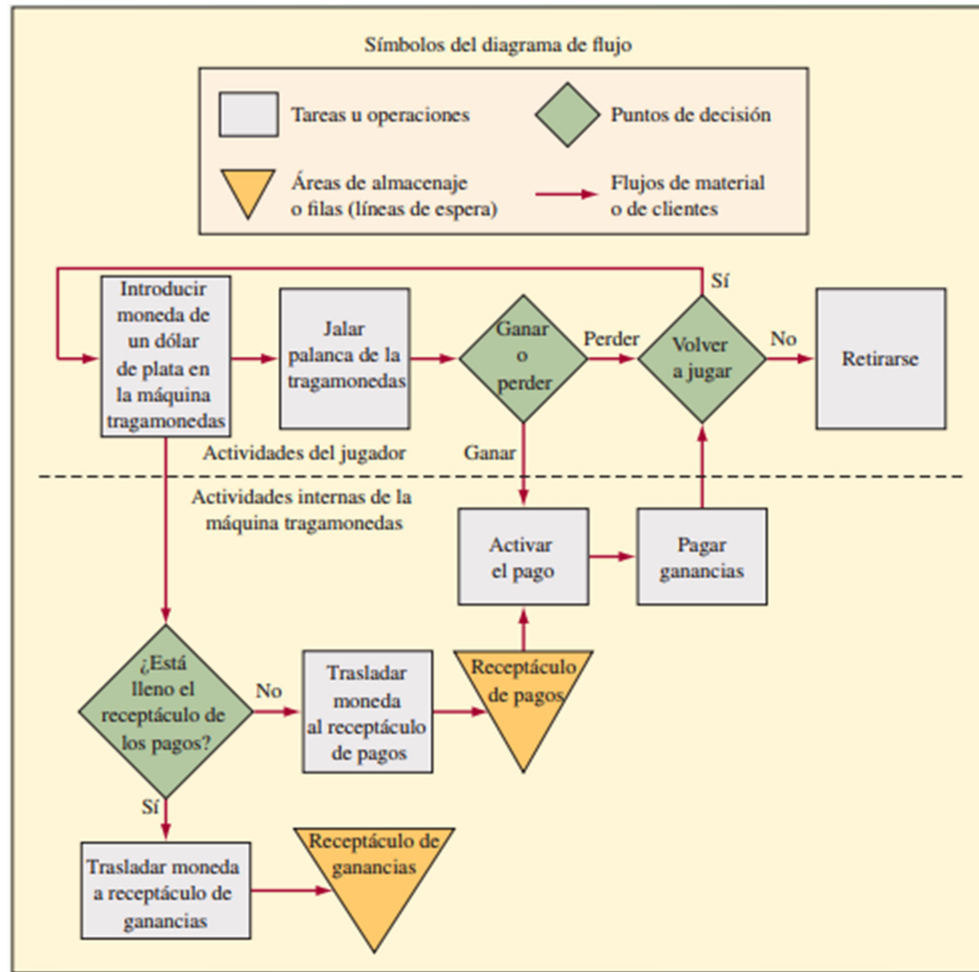 Símbolos del diagrama de flujo
Tareas u operaciones
Puntos de decisión
Áreas de almacenaje
o filas (líneas de espera)
Flujos de material
o de clientes
Sí
Introducir
moneda de
un dólar
de plata en
la máquina
tragamonedas
Jalar
palanca de la
tragamonedas
Ganar
o
perder
Perder
Volver
a jugar
No
Retirarse
Actividades del jugador
Ganar
Actividades internas de la
máquina tragamonedas
Activar
el pago
Pagar
ganancias
¿Está
lleno el
receptáculo de
los pagos?
No
Trasladar
moneda
al receptáculo
de pagos
Receptáculo
de pagos
Sí
Trasladar moneda
a receptáculo de
ganancias
Receptáculo de
ganancias